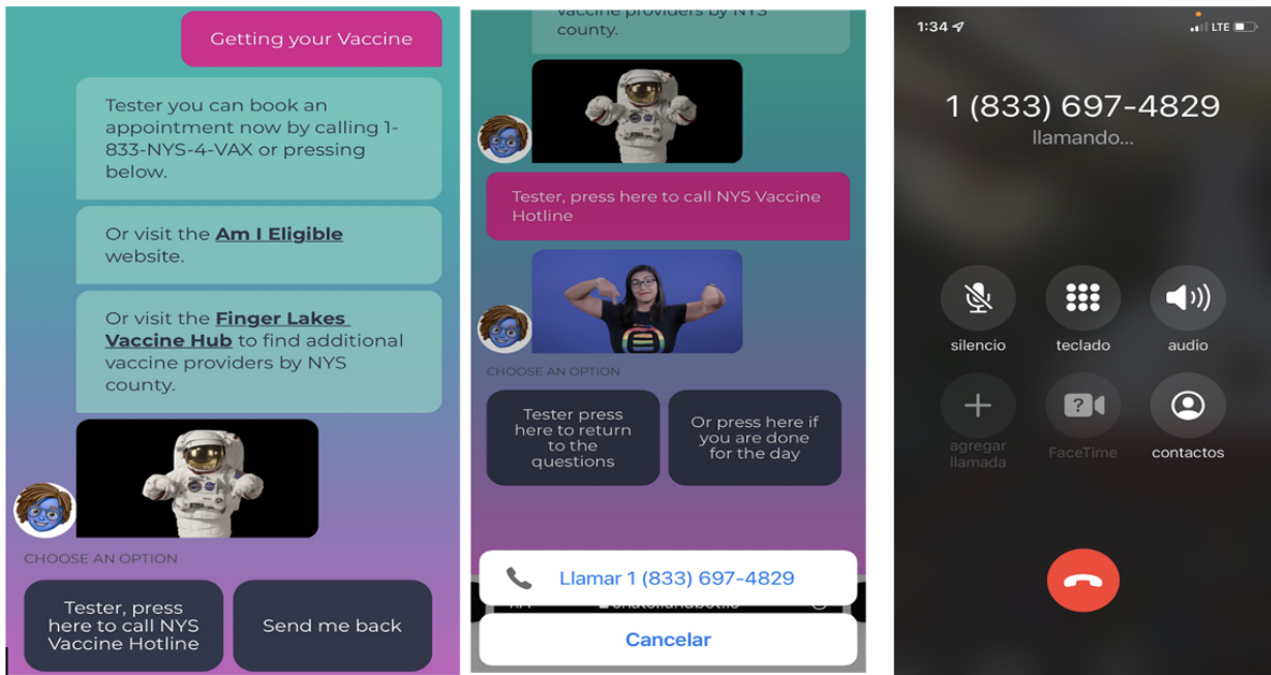 Getting your Vaccine
Tester you can book an
appointment now by calling 1-
833-NYS-4-VAX or pressing
below.
Or visit the Am I Eligible
website.
Or visit the Finger Lakes
Vaccine Hub to find additional
vaccine providers by NYS
county.
CHOOSE AN OPTION
Tester, press
here to call NYS
Vaccine Hotline
Send me back
vaccine providers by NYS
county.
Tester, press here to call NYS Vaccine
Hotline
CHOOSE AN OPTION
Tester press
here to return
to the
questions
Or press here if
you are done
for the day
Llamar 1 (833) 697-4829
Cancelar
1:34
LTE
1 (833) 697-4829
llamando...
silencio
teclado
audio
agregar
llamada
FaceTime
contactos